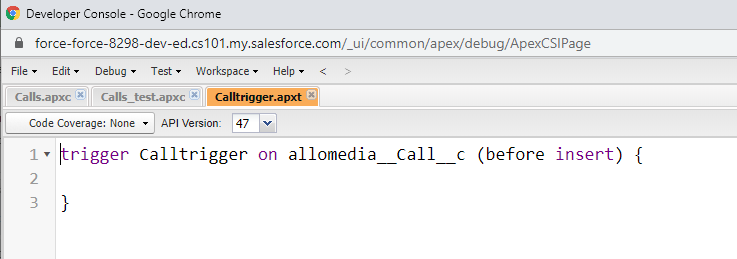 Developer Console - Google Chrome
force-force-8298-dev-ed.cs101.my.salesforce.com/_ui/common/apex/debug/ApexCSIPage
File Edit Debug Test Workspace Help < >
Calls.apxc Calls_test.apxc Calltrigger.apxt
Code Coverage: None API Version: 47
1 trigger Calltrigger on allomedia__Call__c (before insert) {
2
3 }